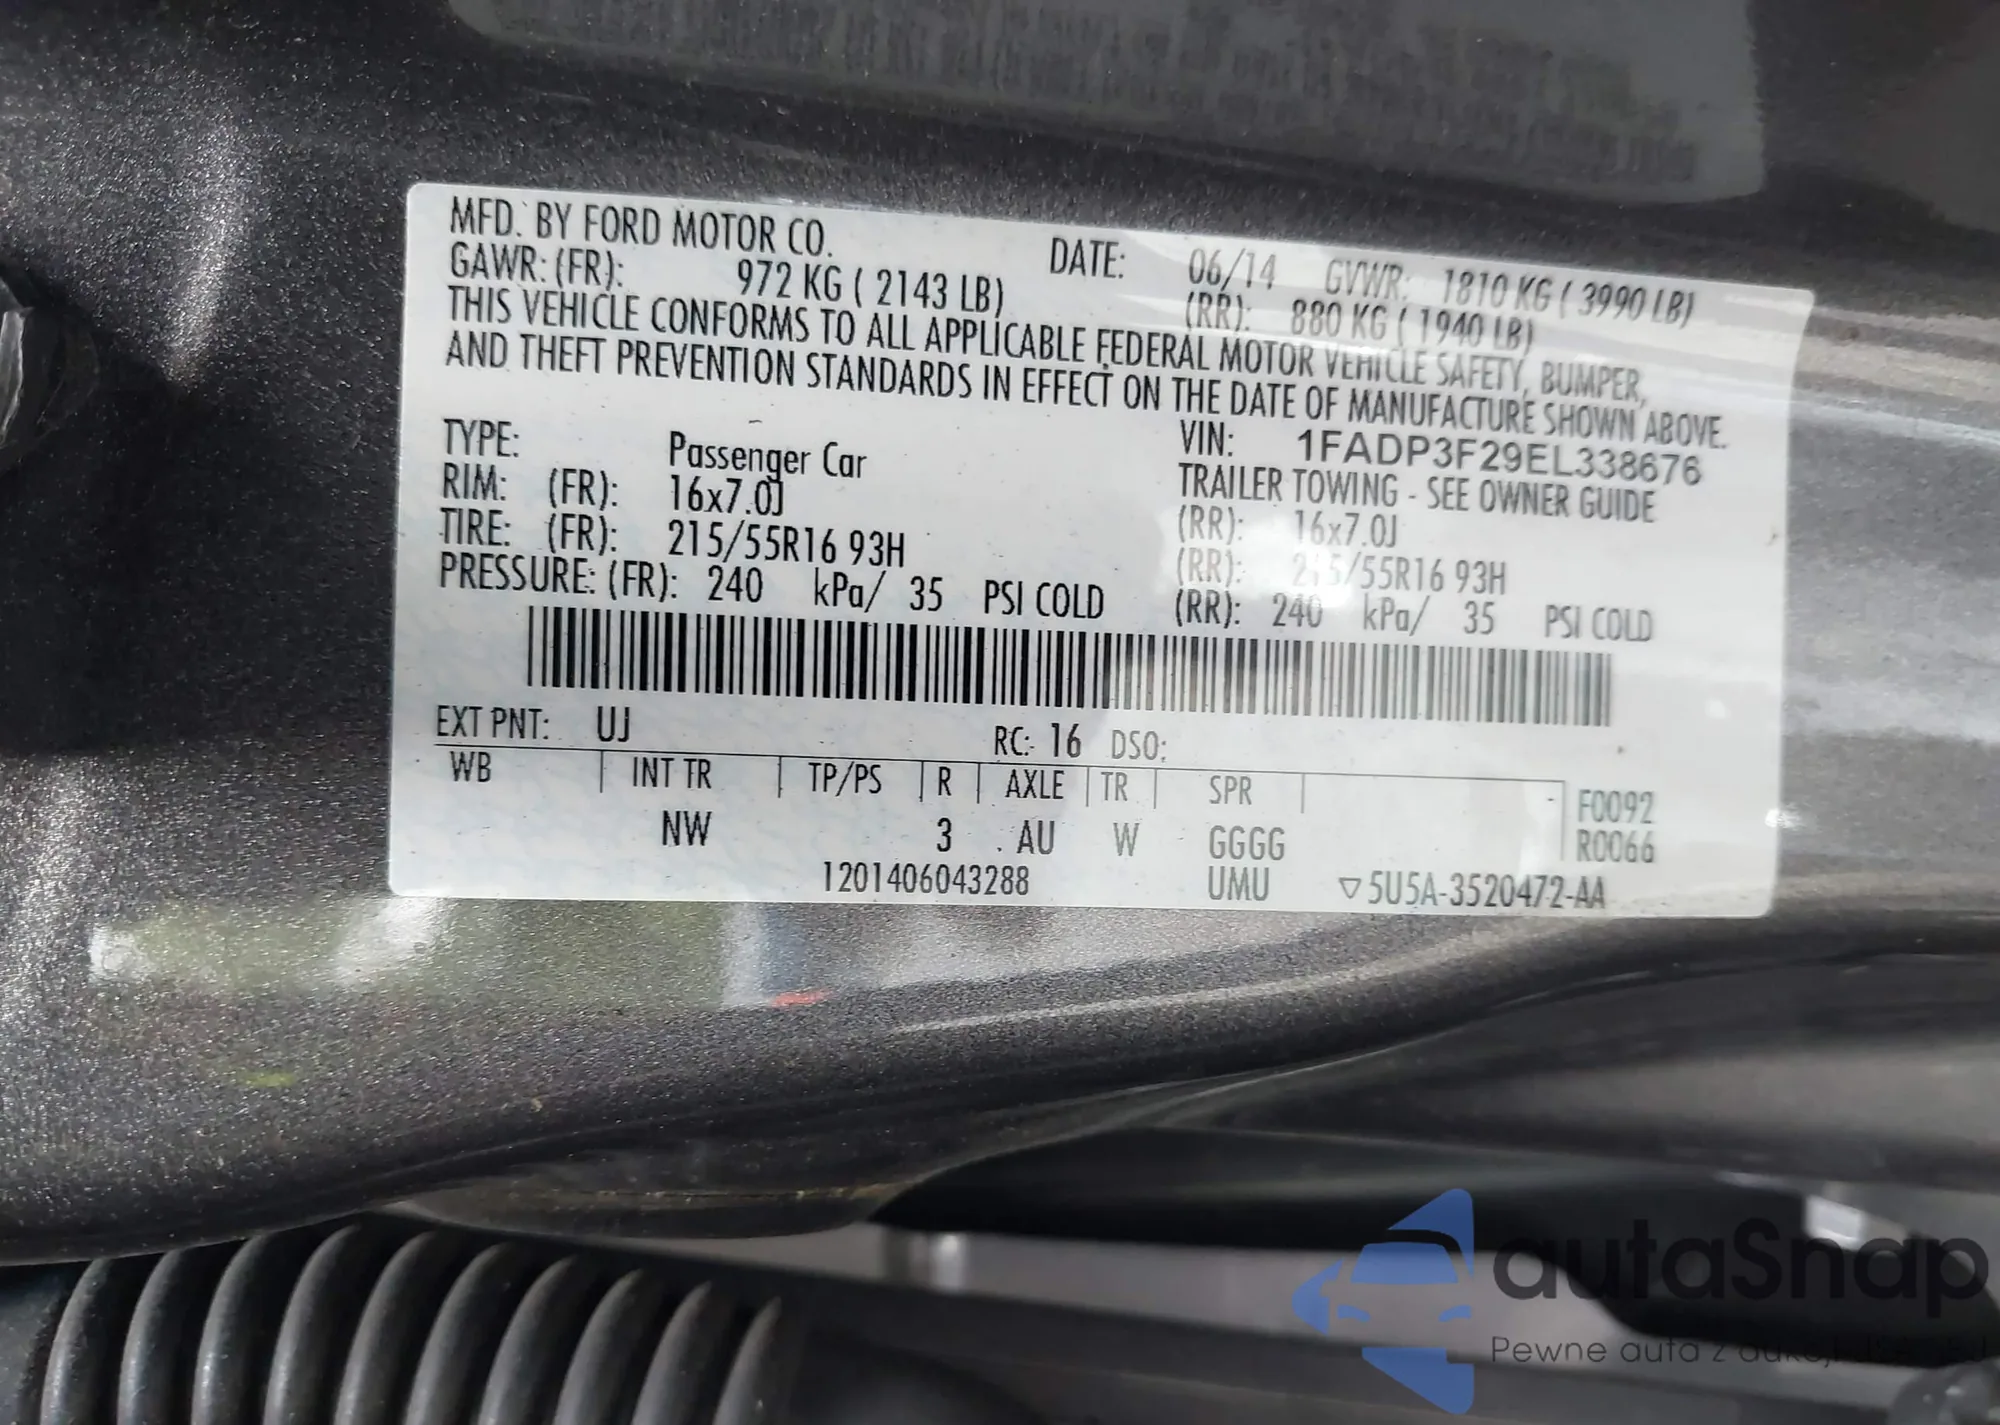 MFD. BY FORD MOTOR CO. DATE: 06/14 GVWR: 1810 KG ( 3990 LB)
GAWR: (FR): 972 KG ( 2143 LB) (RR): 880 KG ( 1940 LB)
THIS VEHICLE CONFORMS TO ALL APPLICABLE FEDERAL MOTOR VEHICLE SAFETY, BUMPER,
AND THEFT PREVENTION STANDARDS IN EFFECT ON THE DATE OF MANUFACTURE SHOWN ABOVE.
TYPE: Passenger Car VIN: 1FADP3F29EL338676
TRAILER TOWING - SEE OWNER GUIDE
RIM: (FR): 16x7.0J (RR): 16x7.0J
TIRE: (FR): 215/55R16 93H (RR): 215/55R16 93H
PRESSURE: (FR): 240 kPa/ 35 PSI COLD (RR): 240 kPa/ 35 PSI COLD
EXT PNT: UJ RC: 16 DSO:
WB INT TR TP/PS R AXLE TR SPR F0092
NW 3 AU W GGGG R0066
1201406043288 UMU ▽5U5A-3520472-AA
autaSnap
Pewne auta z